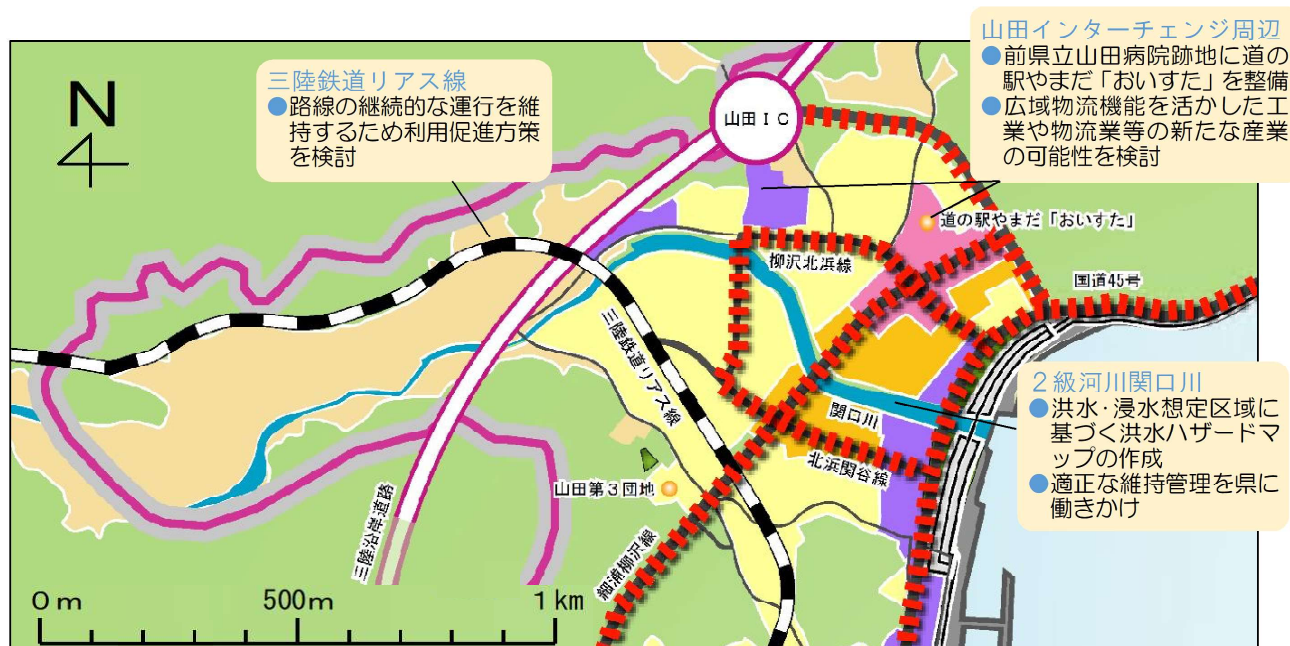 山田インターチェンジ周辺
●前県立山田病院跡地に道の
駅やまだ「おいすた」を整備
●広域物流機能を活かした工
業や物流業等の新たな産業
の可能性を検討
三陸鉄道リアス線
●路線の継続的な運行を維
持するため利用促進方策
を検討
N
山田IC
道の駅やまだ「おいすた」
柳沢北浜線
国道45号
三陸鉄道リアス線
2級河川関口川
●洪水・浸水想定区域に
基づく洪水ハザードマ
ップの作成
●適正な維持管理を県に
働きかけ
関口川
北浜関谷線
山田第3団地
三陸沿岸道路
細浦柳沢線
0m
500m
1km